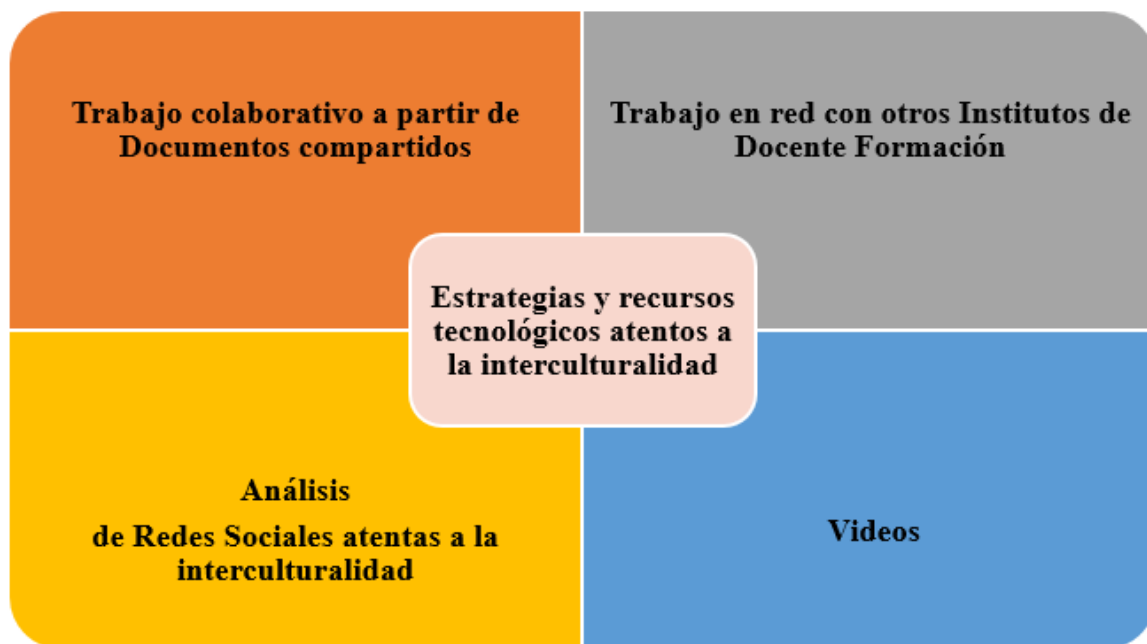 Trabajo colaborativo a partir de
Documentos compartidos
Trabajo en red con otros Institutos de
Docente Formación
Estrategias y recursos
tecnológicos atentos a
la interculturalidad
Análisis
de Redes Sociales atentas a la
interculturalidad
Videos